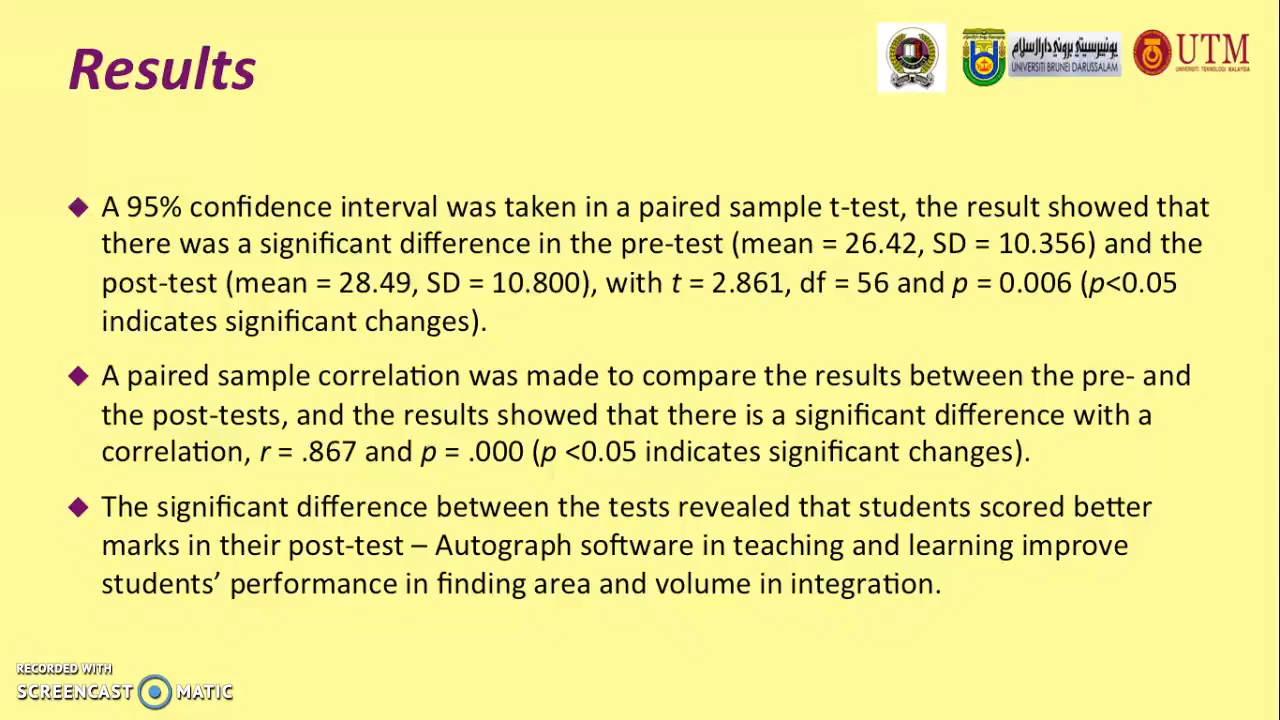 Results
يونيۏرسيتي بروني دارالسلام
UNIVERSITI BRUNEI DARUSSALAM
UTM
UNIVERSITI TEKNOLOGI MALAYSIA
A 95% confidence interval was taken in a paired sample t-test, the result showed that
there was a significant difference in the pre-test (mean = 26.42, SD = 10.356) and the
post-test (mean = 28.49, SD = 10.800), with t = 2.861, df = 56 and p = 0.006 (p<0.05
indicates significant changes).
A paired sample correlation was made to compare the results between the pre- and
the post-tests, and the results showed that there is a significant difference with a
correlation, r = .867 and p = .000 (p <0.05 indicates significant changes).
The significant difference between the tests revealed that students scored better
marks in their post-test – Autograph software in teaching and learning improve
students’ performance in finding area and volume in integration.
RECORDED WITH
SCREENCAST MATIC